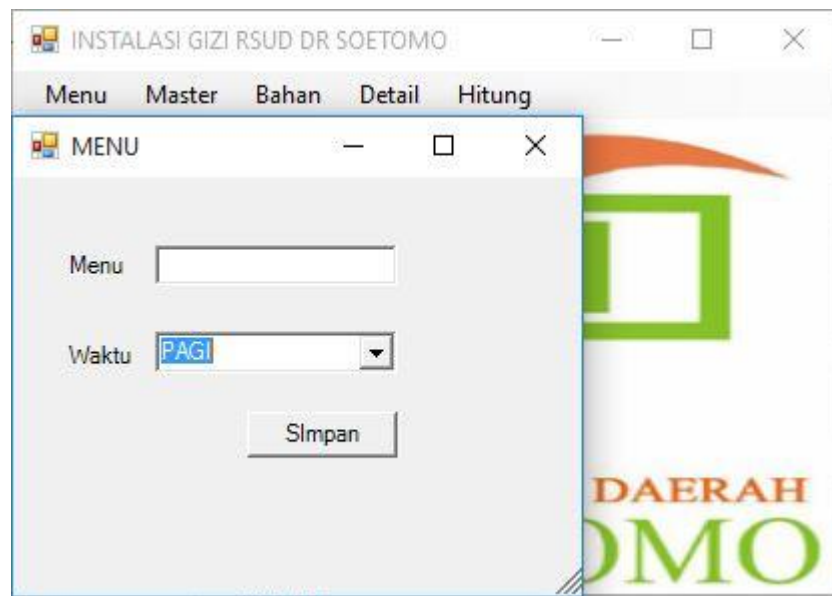 INSTALASI GIZI RSUD DR SOETOMO
Menu Master Bahan Detail Hitung
MENU
Menu
Waktu PAGI
SImpan
DAERAH
OMO